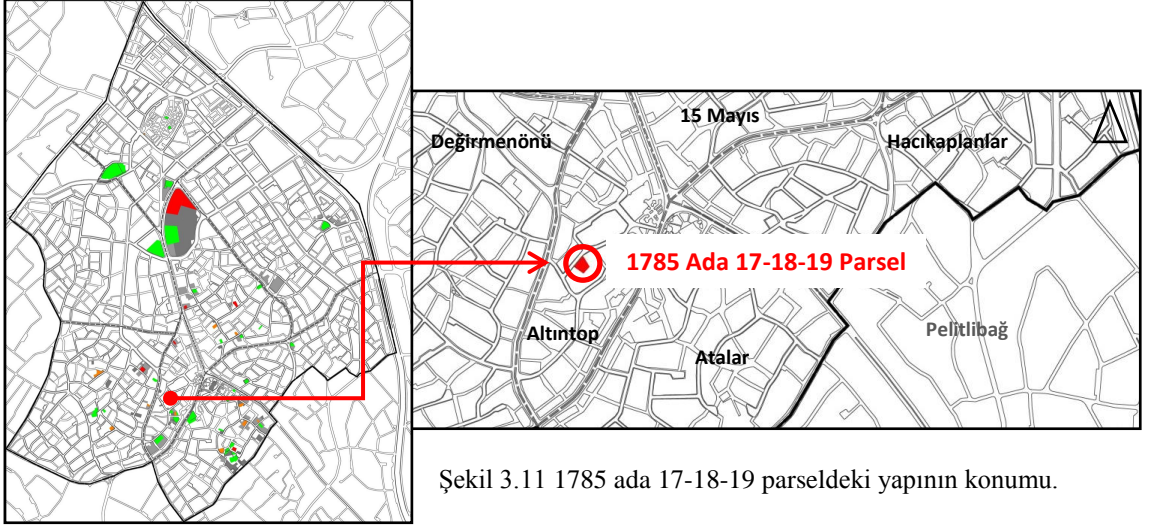 15 Mayıs
Değirmenönü
Hacıkaplanlar
1785 Ada 17-18-19 Parsel
Altıntop
Pelitlibağ
Atalar
Şekil 3.11 1785 ada 17-18-19 parseldeki yapının konumu.